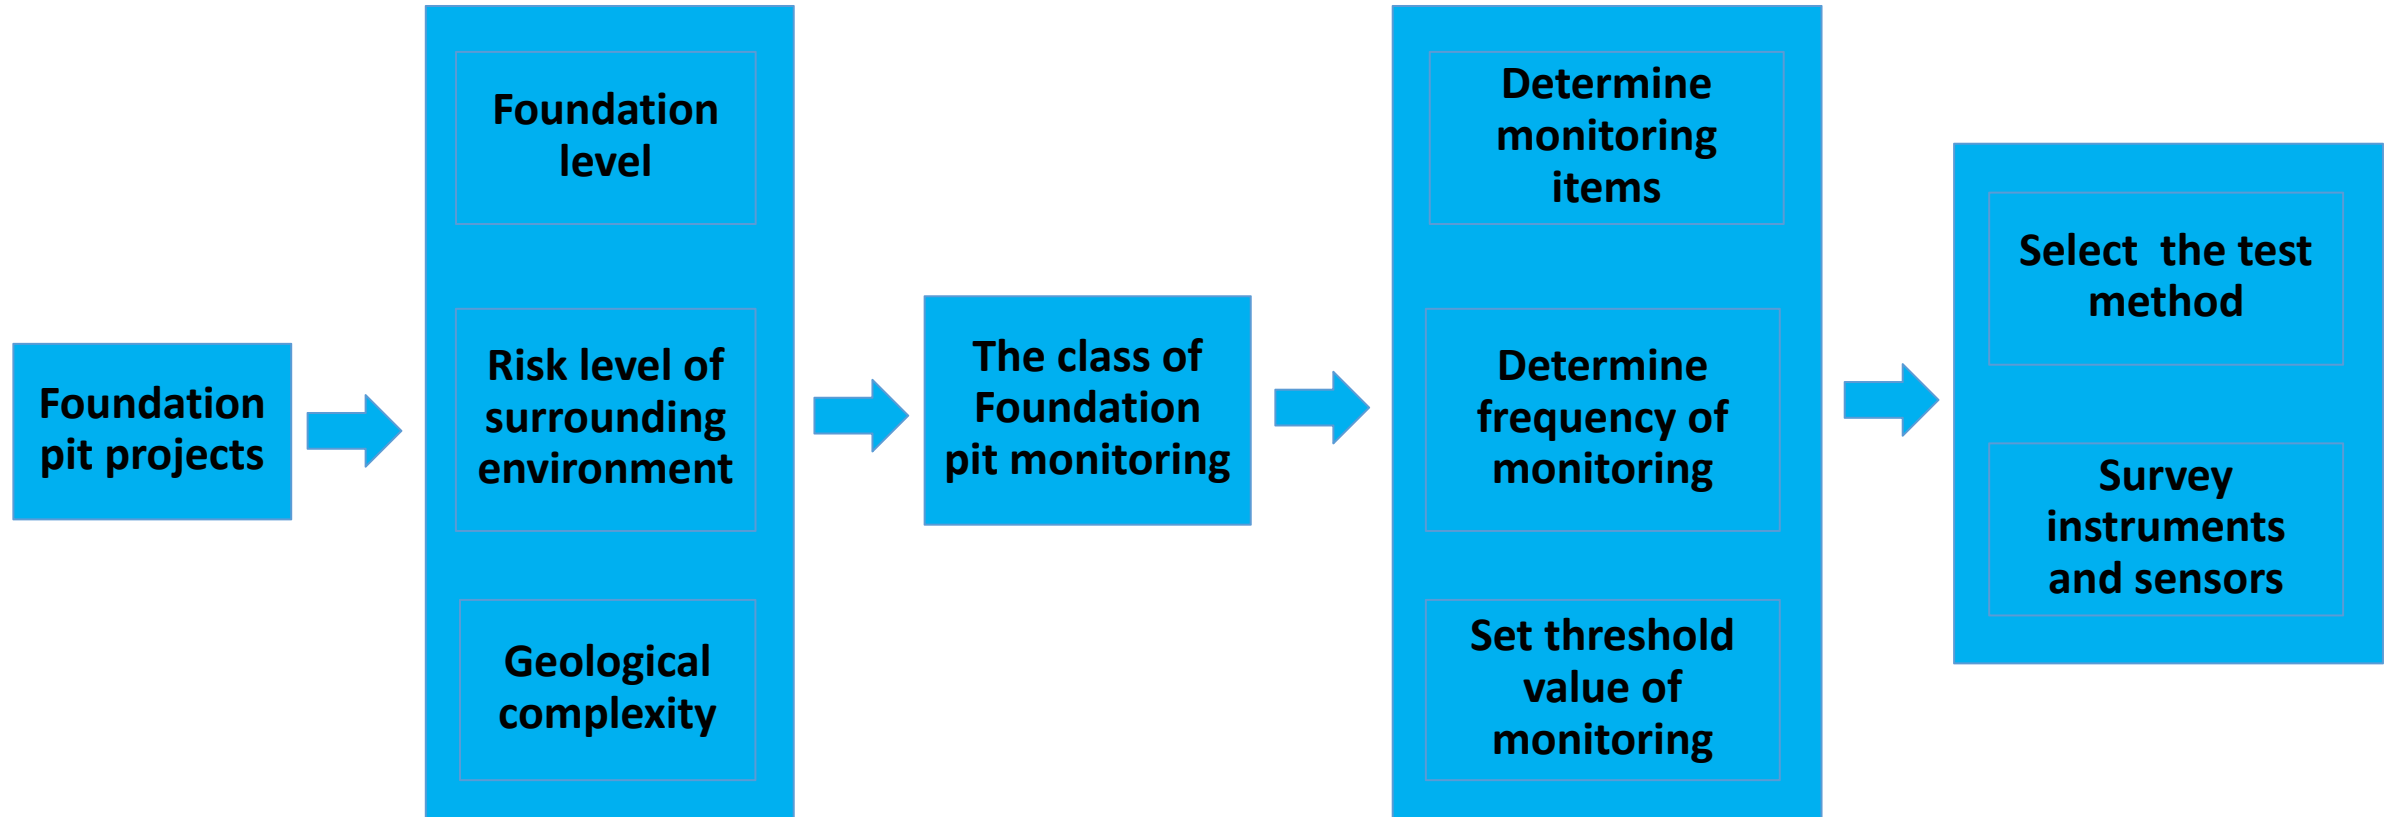 Foundation
pit projects
Foundation
level
Risk level of
surrounding
environment
Geological
complexity
The class of
Foundation
pit monitoring
Determine
monitoring
items
Determine
frequency of
monitoring
Set threshold
value of
monitoring
Select  the test
method
Survey
instruments
and sensors